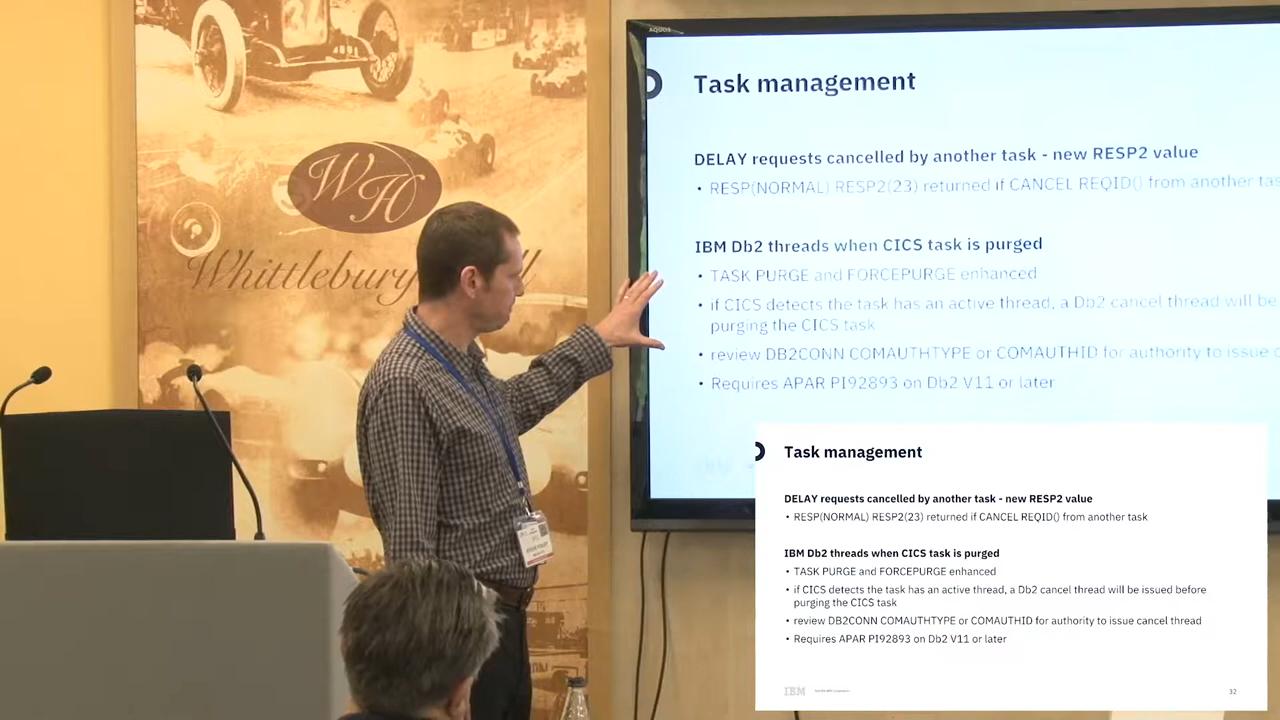 WH
Whittlebury
AQUOS
Task management
DELAY requests cancelled by another task - new RESP2 value
• RESP(NORMAL) RESP2(23) returned if CANCEL REQID() from another tas
IBM Db2 threads when CICS task is purged
• TASK PURGE and FORCEPURGE enhanced
• if CICS detects the task has an active thread, a Db2 cancel thread will be
purging the CICS task
• review DB2CONN COMAUTHTYPE or COMAUTHID for authority to issue c
• Requires APAR PI92893 on Db2 V11 or later
Task management
DELAY requests cancelled by another task - new RESP2 value
• RESP(NORMAL) RESP2(23) returned if CANCEL REQID() from another task
IBM Db2 threads when CICS task is purged
• TASK PURGE and FORCEPURGE enhanced
• if CICS detects the task has an active thread, a Db2 cancel thread will be issued before
purging the CICS task
• review DB2CONN COMAUTHTYPE or COMAUTHID for authority to issue cancel thread
• Requires APAR PI92893 on Db2 V11 or later
IBM
32